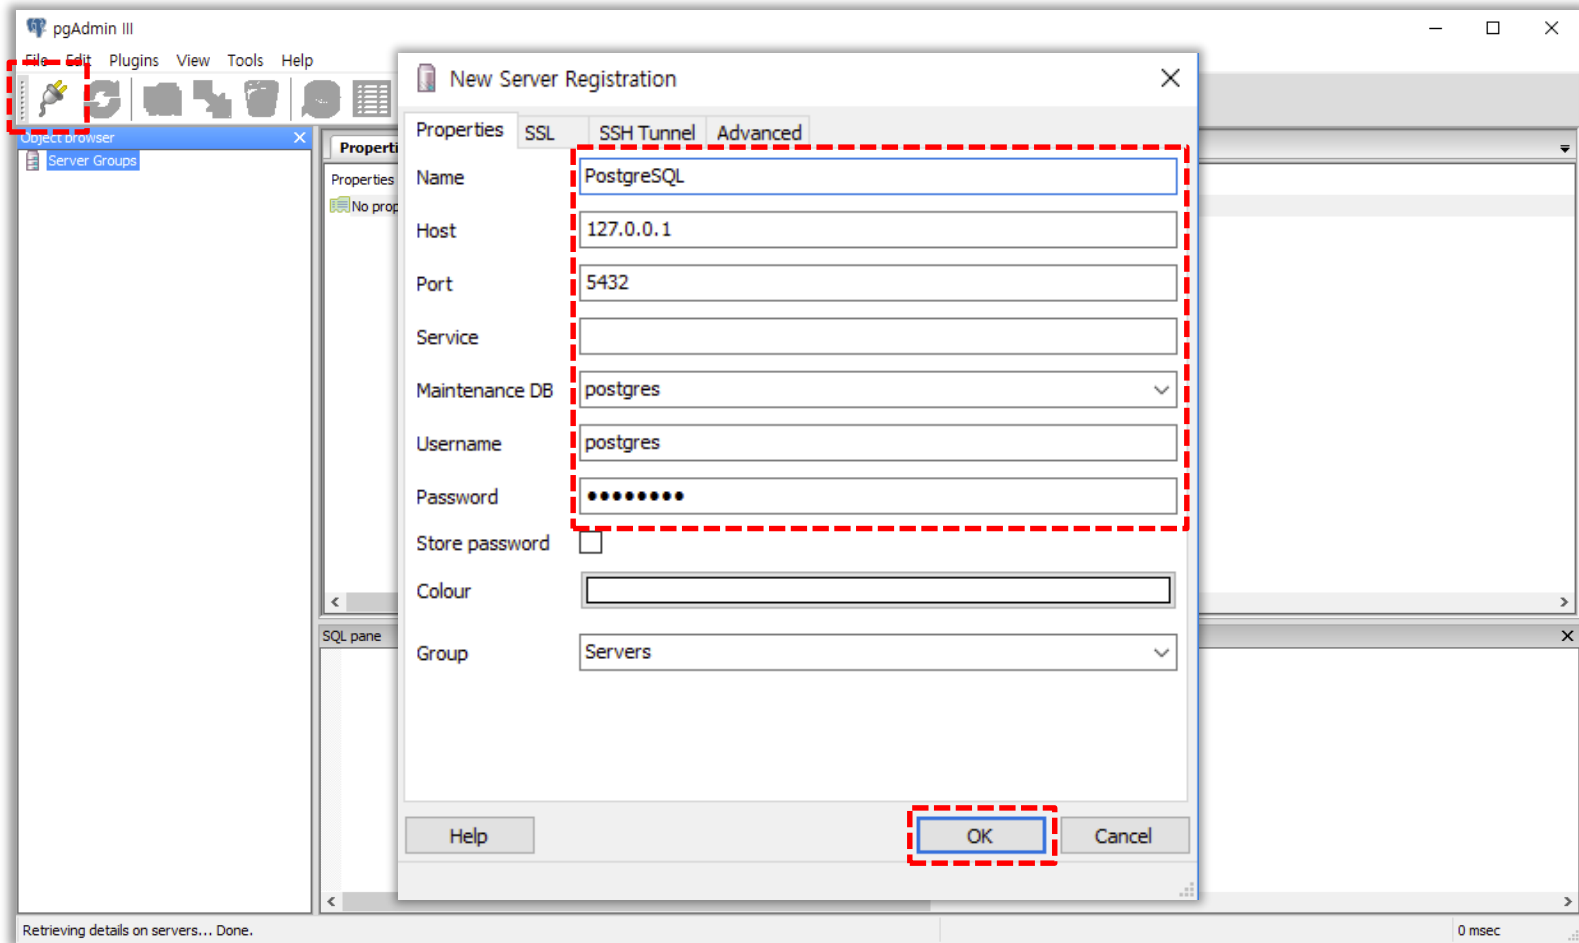 pgAdmin III
File Edit Plugins View Tools Help
Object browser
Server Groups
Properti
Properties
No prop
SQL pane
New Server Registration
Properties SSL SSH Tunnel Advanced
Name PostgreSQL
Host 127.0.0.1
Port 5432
Service
Maintenance DB postgres
Username postgres
Password ●●●●●●●●
Store password
Colour
Group Servers
Help OK Cancel
Retrieving details on servers... Done. 0 msec